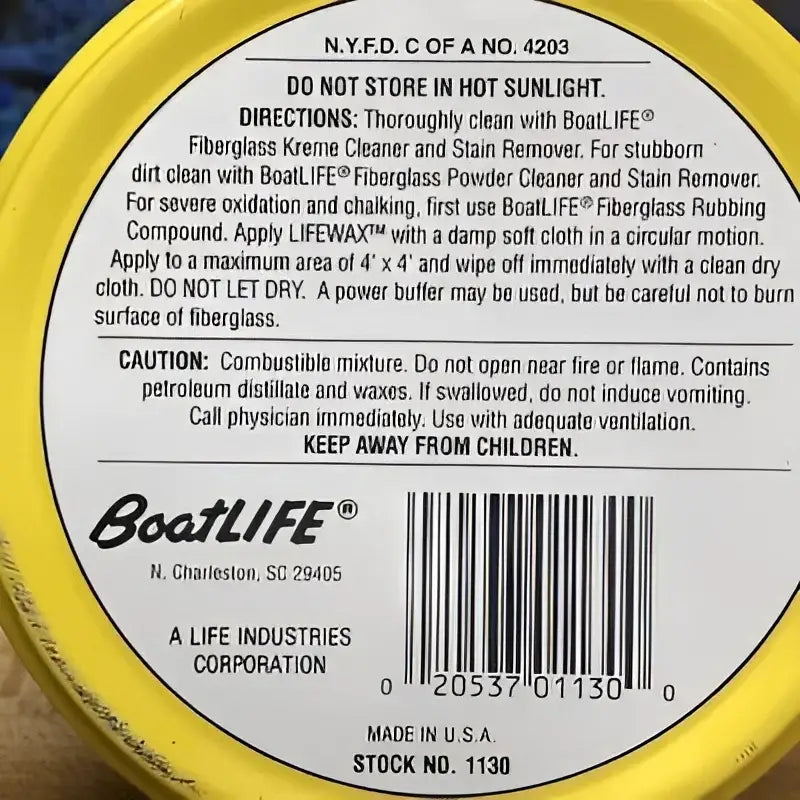 N.Y.F.D. C OF A NO. 4203
DO NOT STORE IN HOT SUNLIGHT.
DIRECTIONS: Thoroughly clean with BoatLIFE®
Fiberglass Kreme Cleaner and Stain Remover. For stubborn
dirt clean with BoatLIFE® Fiberglass Powder Cleaner and Stain Remover.
For severe oxidation and chalking, first use BoatLIFE® Fiberglass Rubbing
Compound. Apply LIFEWAX™ with a damp soft cloth in a circular motion.
Apply to a maximum area of 4' x 4' and wipe off immediately with a clean dry
cloth. DO NOT LET DRY. A power buffer may be used, but be careful not to burn
surface of fiberglass.
CAUTION: Combustible mixture. Do not open near fire or flame. Contains
petroleum distillate and waxes. If swallowed, do not induce vomiting.
Call physician immediately. Use with adequate ventilation.
KEEP AWAY FROM CHILDREN.
BoatLIFE®
N. Charleston, SC 29405
A LIFE INDUSTRIES
CORPORATION
0 20537 01130 0
MADE IN U.S.A.
STOCK NO. 1130